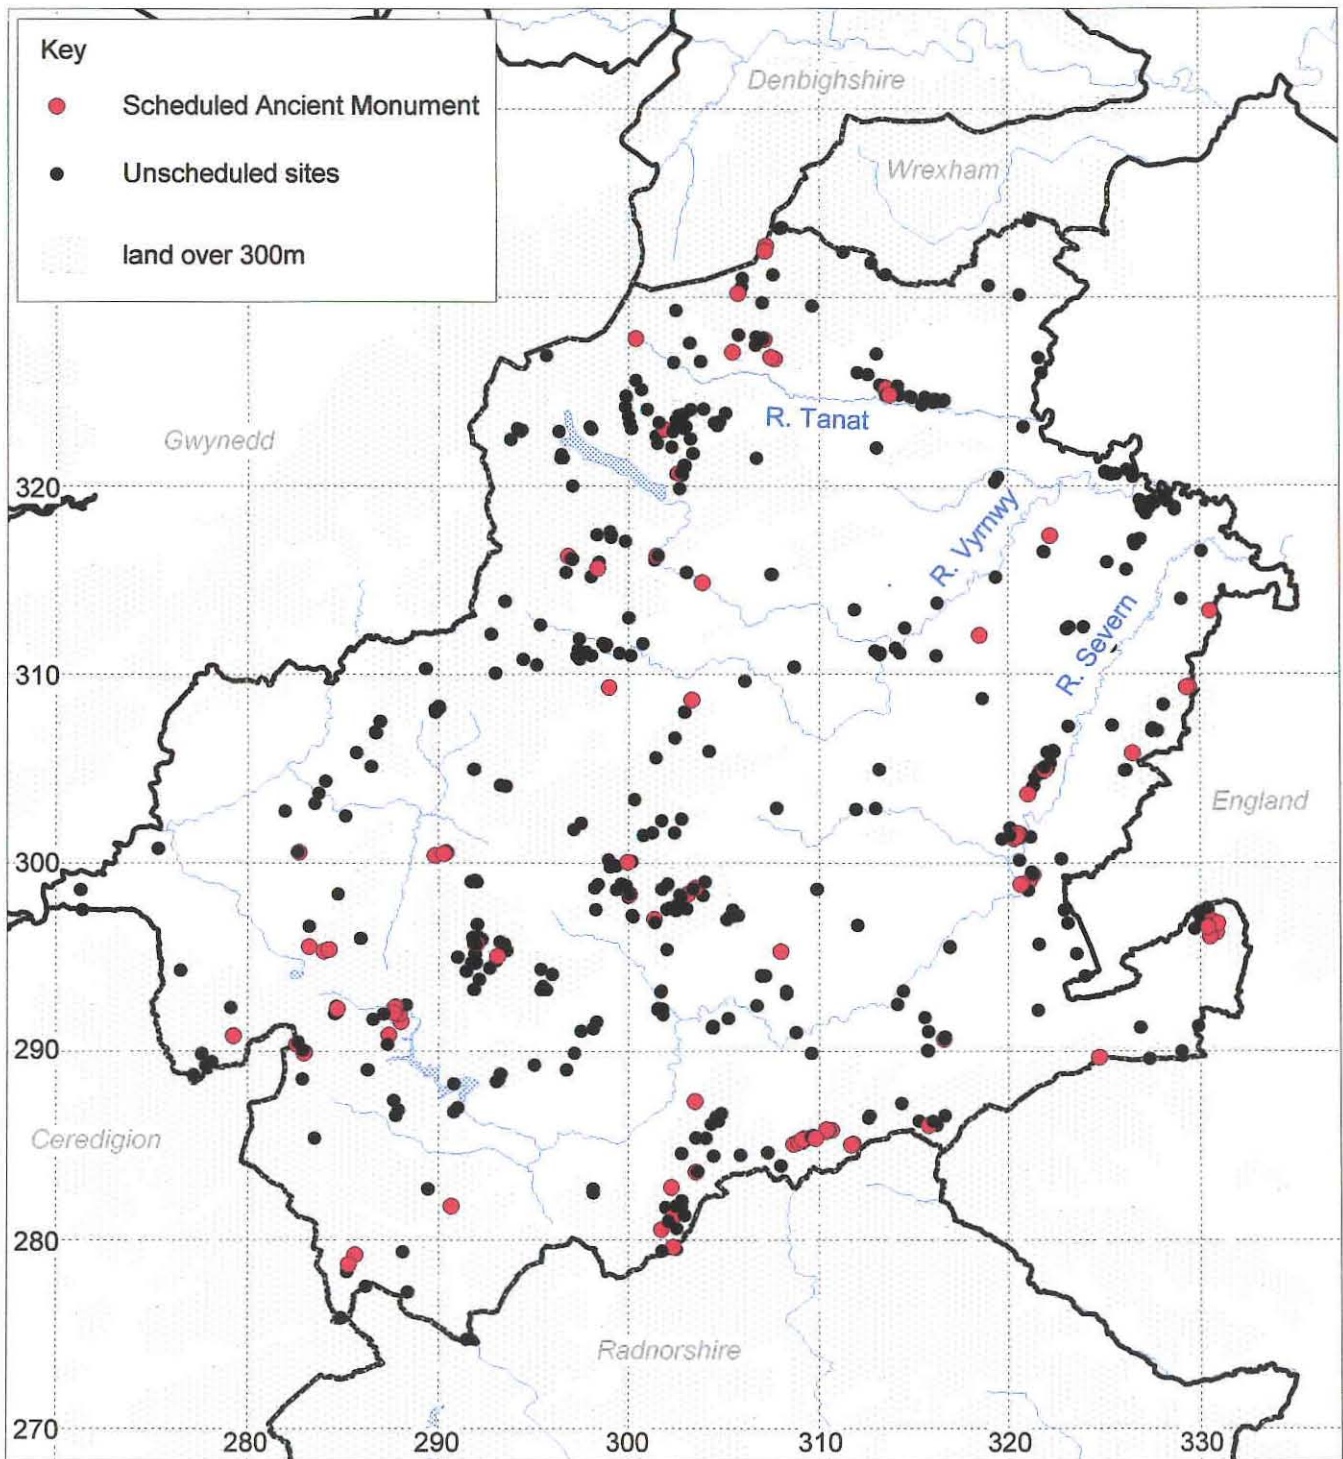 Key
Scheduled Ancient Monument
Unscheduled sites
land over 300m
Denbighshire
Wrexham
Gwynedd
R. Tanat
R. Vyrnwy
R. Severn
England
Ceredigion
Radnorshire
320
310
300
290
280
270
280
290
300
310
320
330